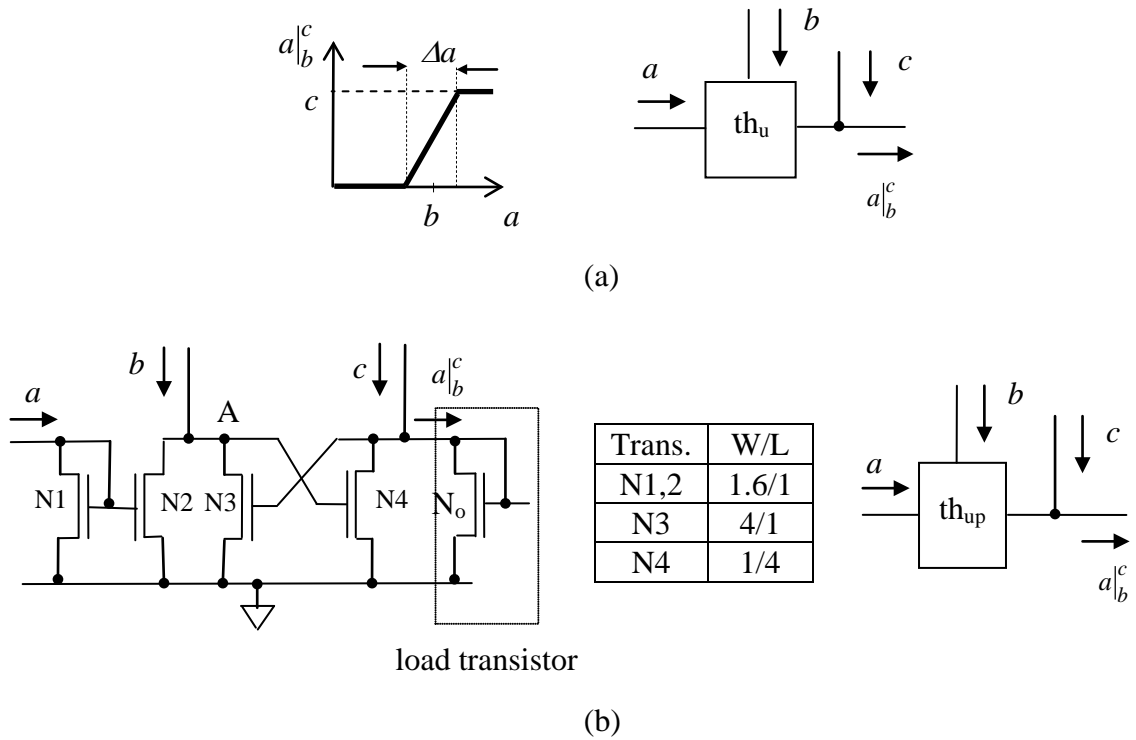 a|_b^c
Δa
c
b
a
a
b
c
th_u
a|_b^c
(a)
a
b
A
c
a|_b^c
N1
N2
N3
N4
N_o
load transistor
Trans. W/L
N1,2 1.6/1
N3 4/1
N4 1/4
a
b
c
th_up
a|_b^c
(b)